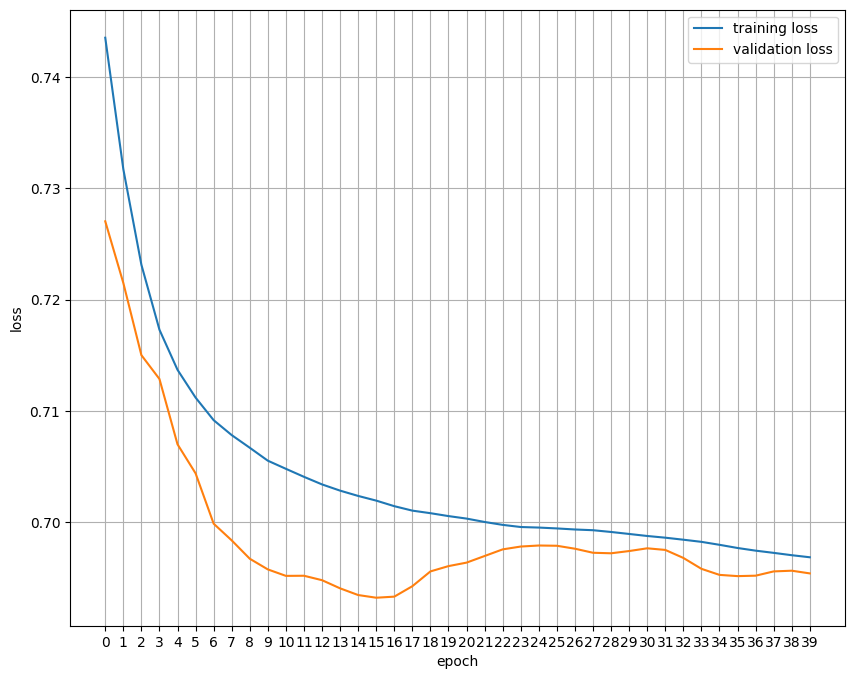 training loss
validation loss
0.74
0.73
0.72
0.71
0.70
loss
0 1 2 3 4 5 6 7 8 9 10 11 12 13 14 15 16 17 18 19 20 21 22 23 24 25 26 27 28 29 30 31 32 33 34 35 36 37 38 39
epoch